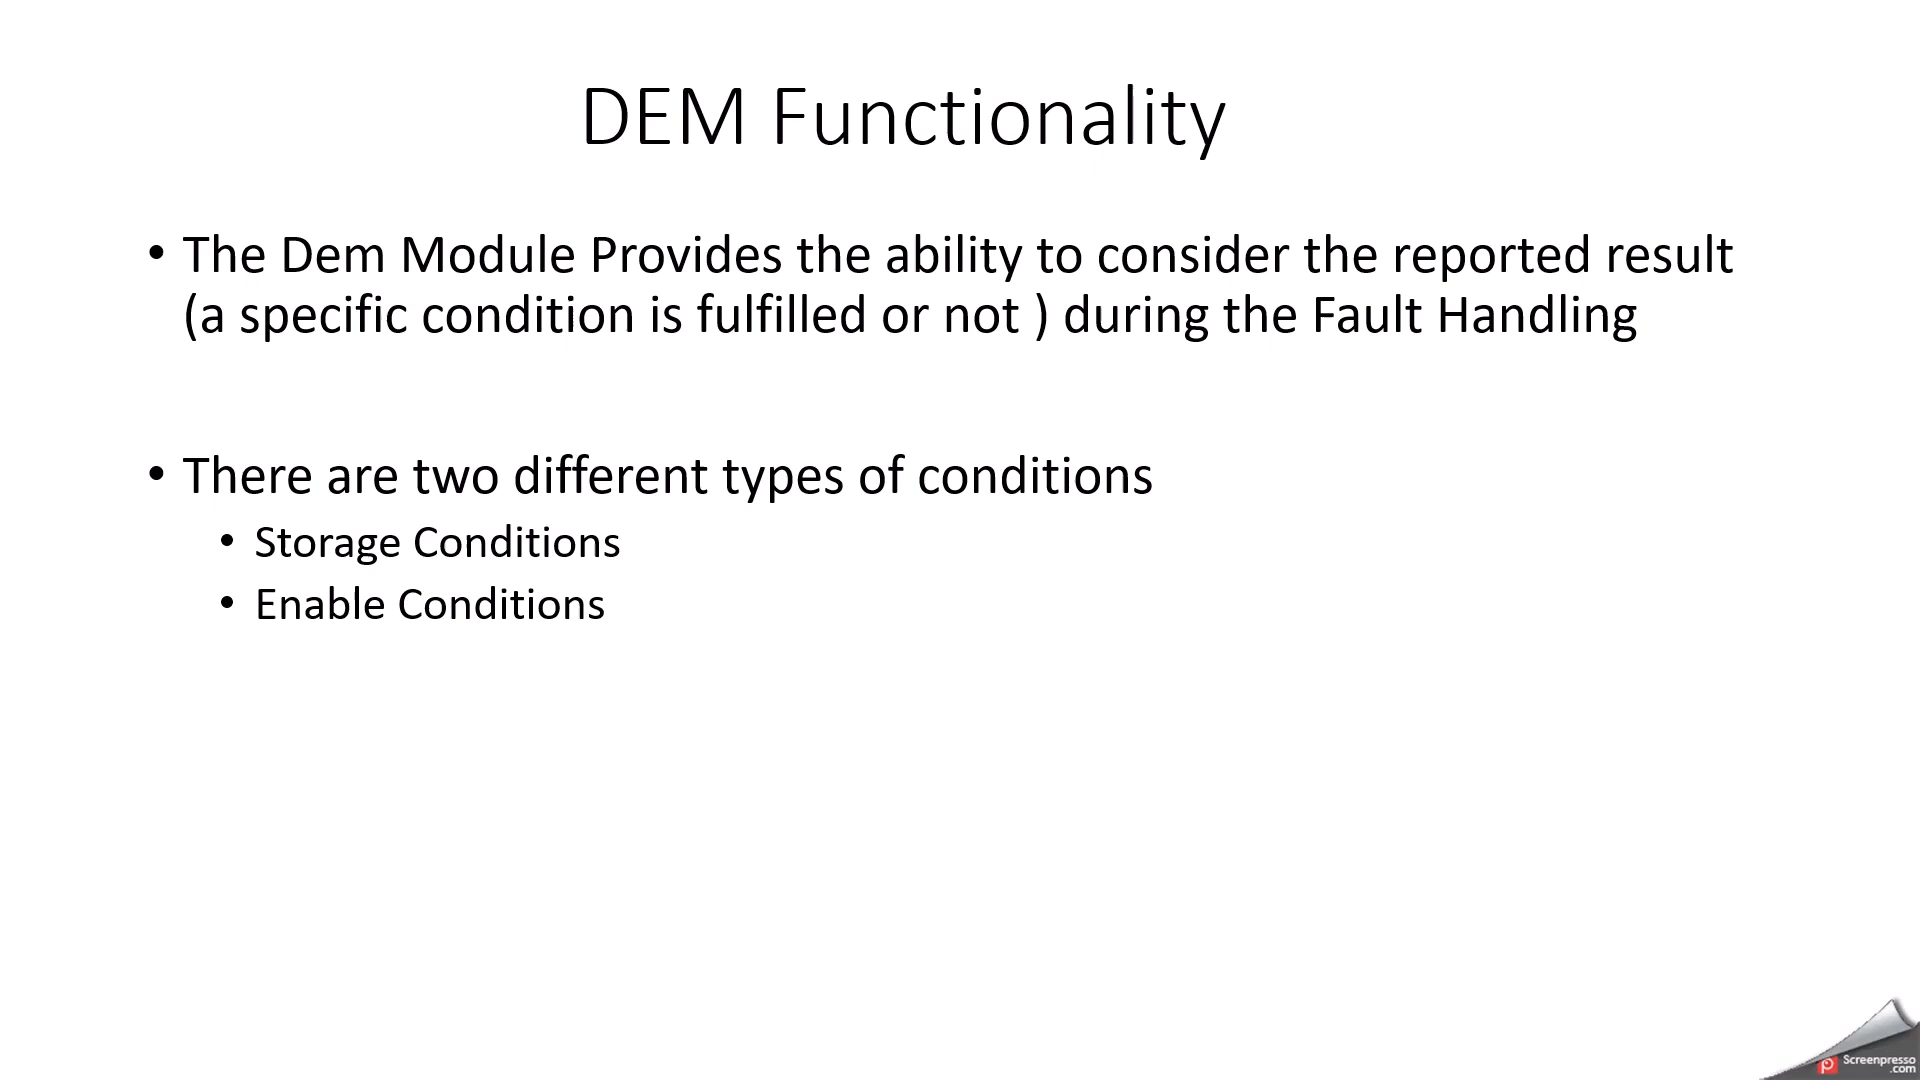 DEM Functionality
• The Dem Module Provides the ability to consider the reported result
(a specific condition is fulfilled or not ) during the Fault Handling
• There are two different types of conditions
• Storage Conditions
• Enable Conditions
Screenpresso
.com